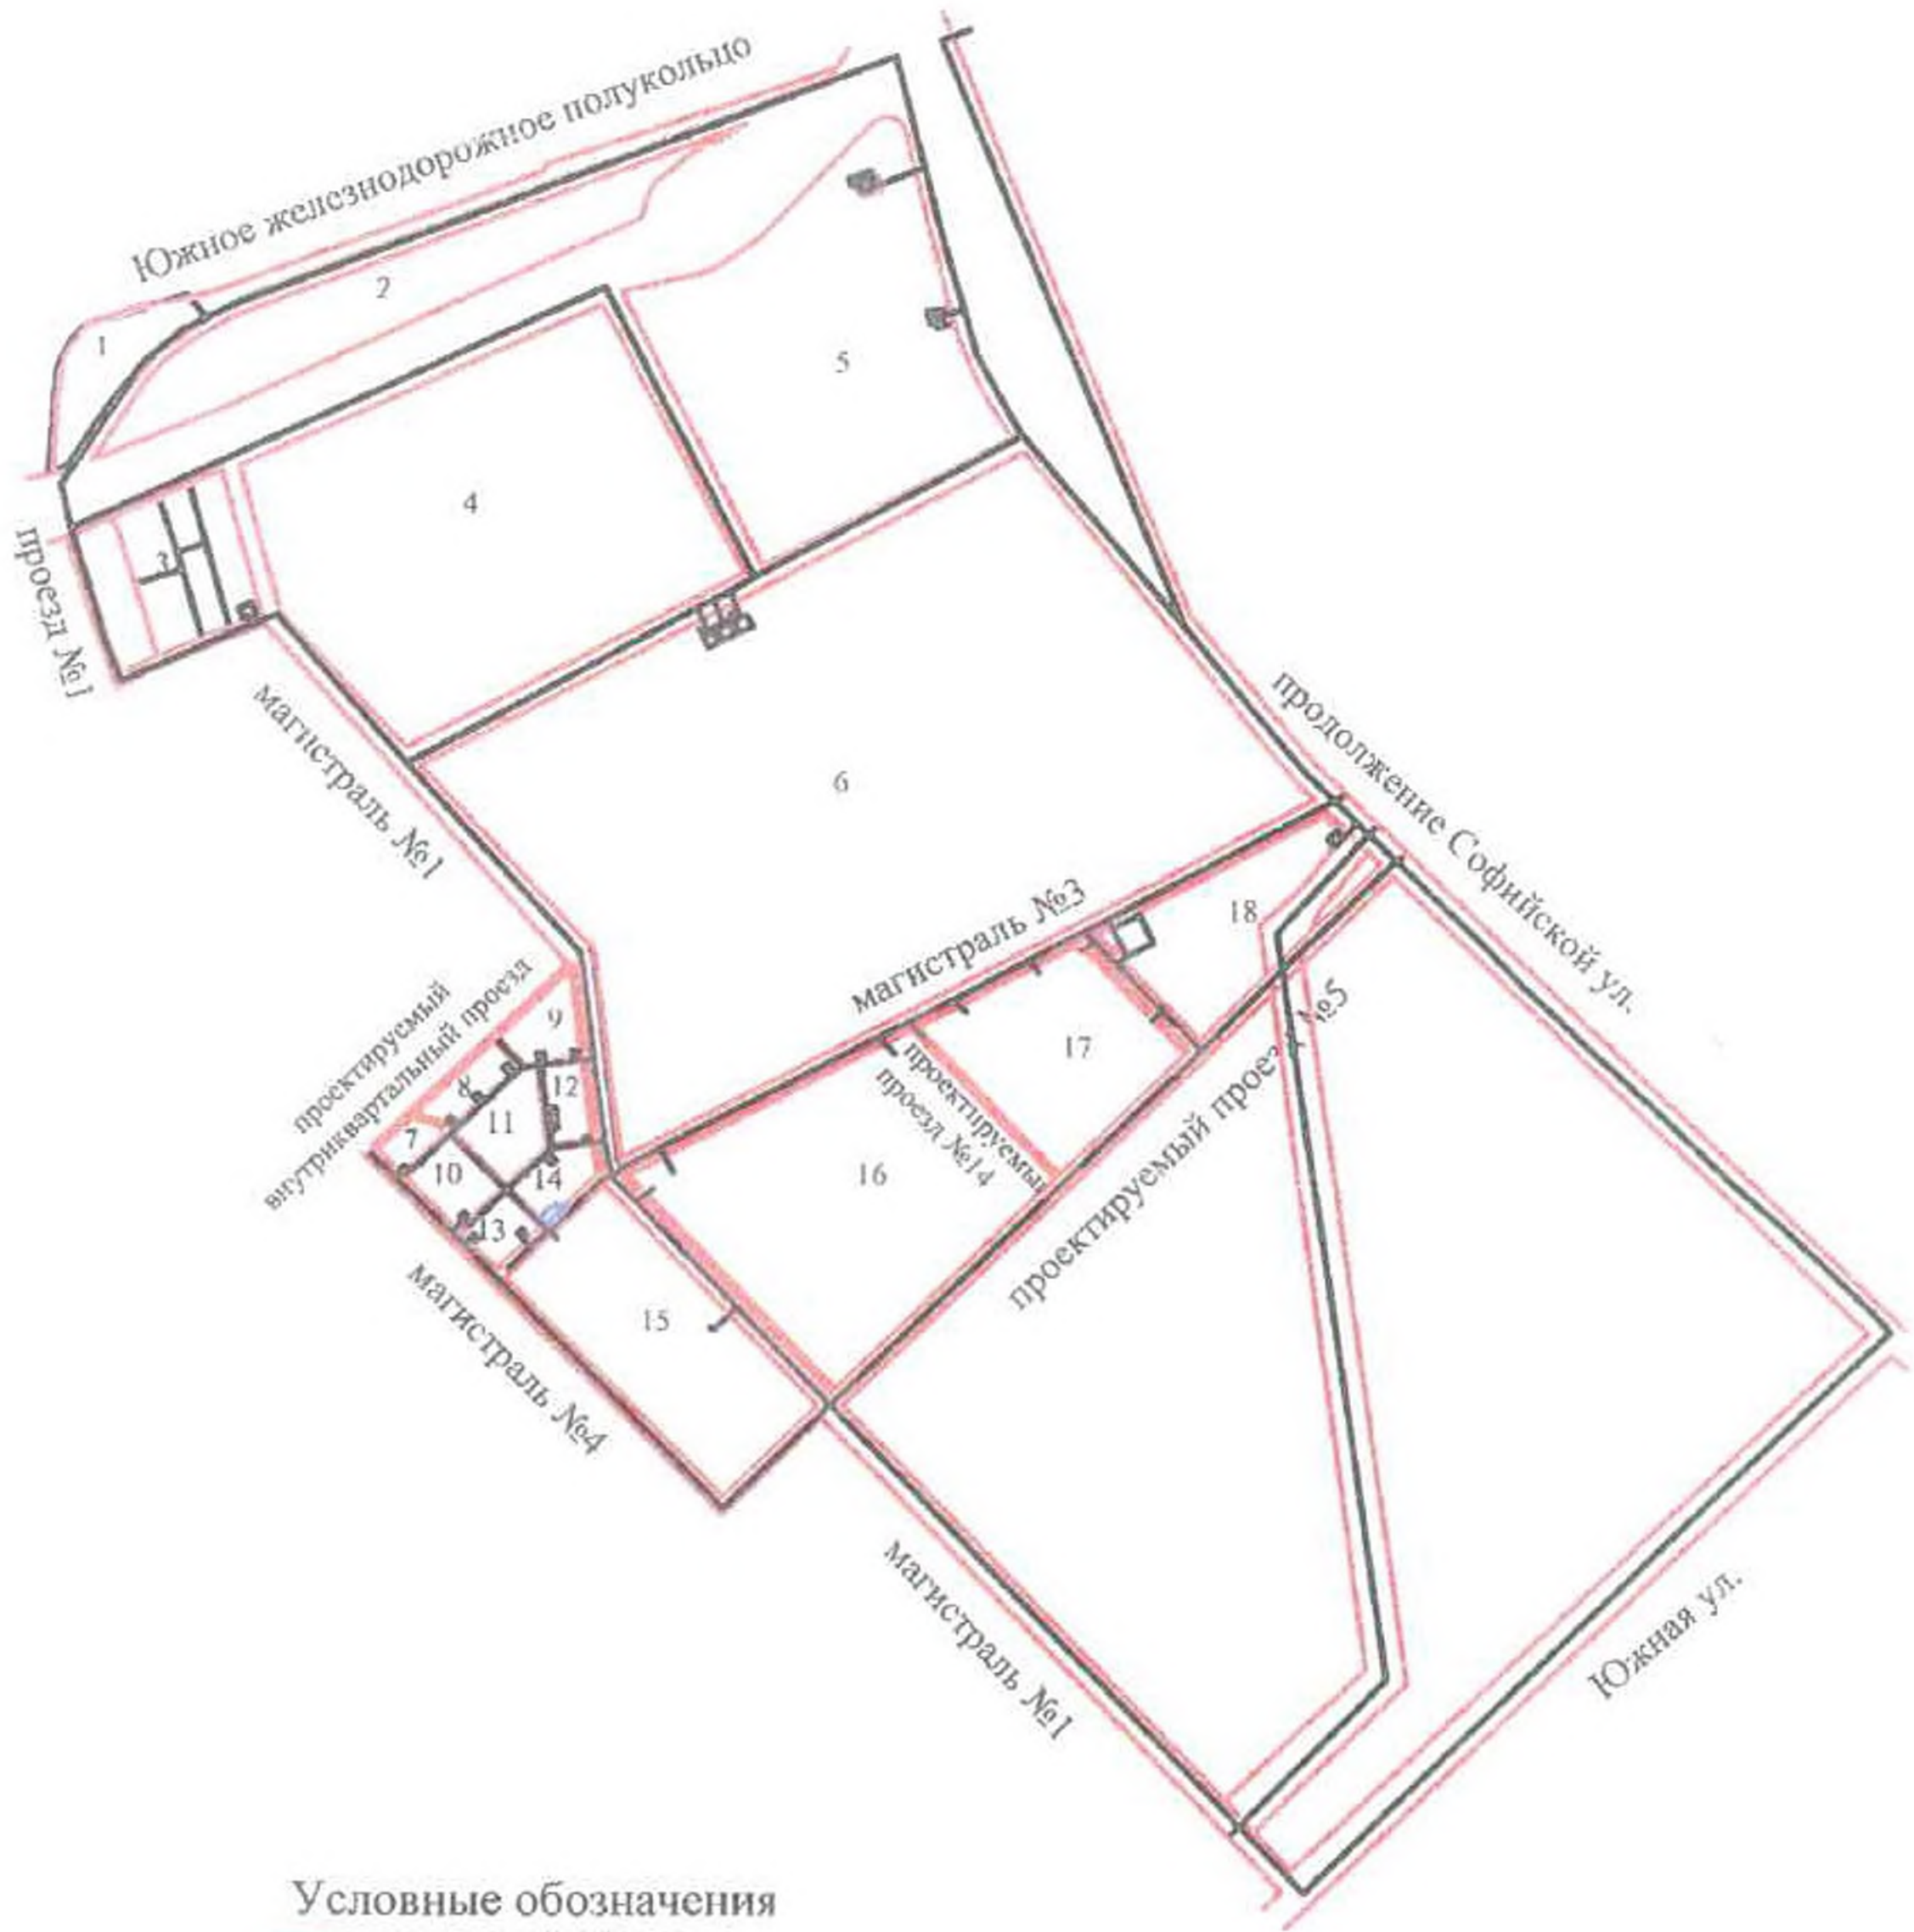 Южное железнодорожное полукольцо
2
1
5
4
3
проезд №1
магистраль №1
6
продолжение Софийской ул.
магистраль №3
18
проектируемый
внутриквартальный проезд
9
17
8
12
11
7
проектируемый
проезд №14
проектируемый проезд №5
10
14
16
13
15
магистраль №4
магистраль №1
Южная ул.
Условные обозначения